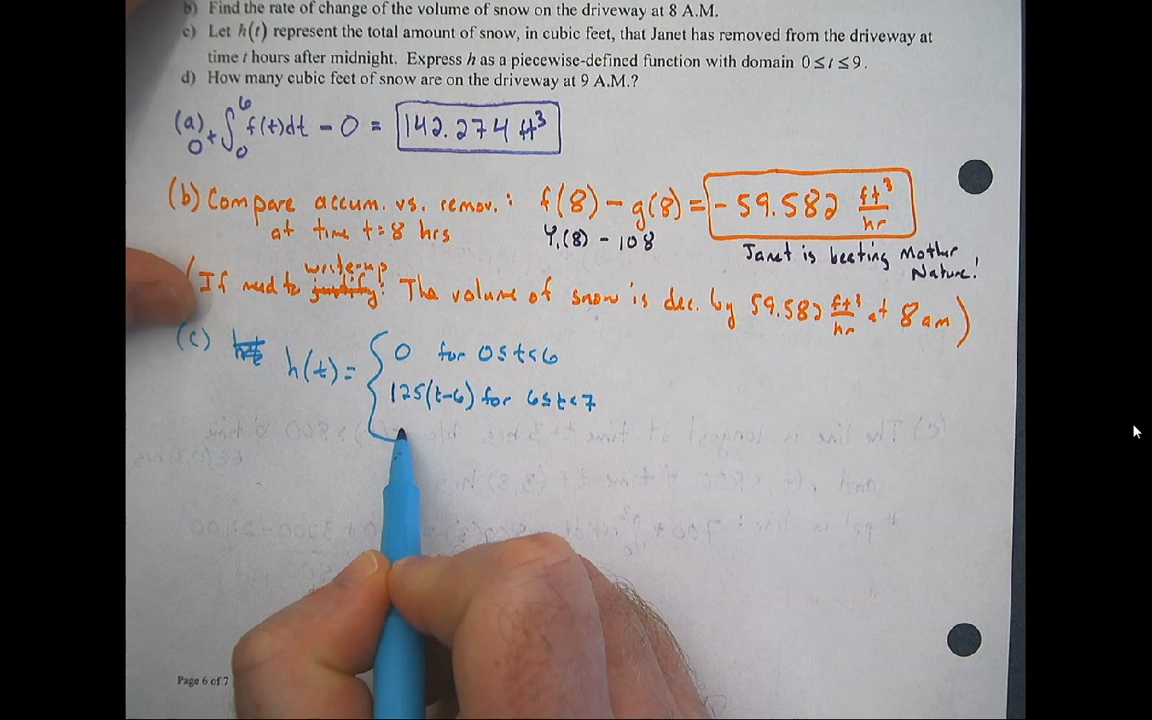 b) Find the rate of change of the volume of snow on the driveway at 8 A.M.
c) Let h(t) represent the total amount of snow, in cubic feet, that Janet has removed from the driveway at
time t hours after midnight. Express h as a piecewise-defined function with domain 0 ≤ t ≤ 9.
d) How many cubic feet of snow are on the driveway at 9 A.M.?
(a) 0 + ∫₀⁶ f(t)dt - 0 = 142.274 ft³
(b) Compare accum. vs. remov.: f(8) - g(8) = -59.582 ft³/hr
at time t=8 hrs
Y₁(8) - 108
Janet is beating Mother
Nature!
write-up
(If need to justify: The volume of snow is dec. by 59.582 ft³/hr at 8am)
(c) h(t) = { 0 for 0≤t<6
125(t-6) for 6≤t<7
Page 6 of 7